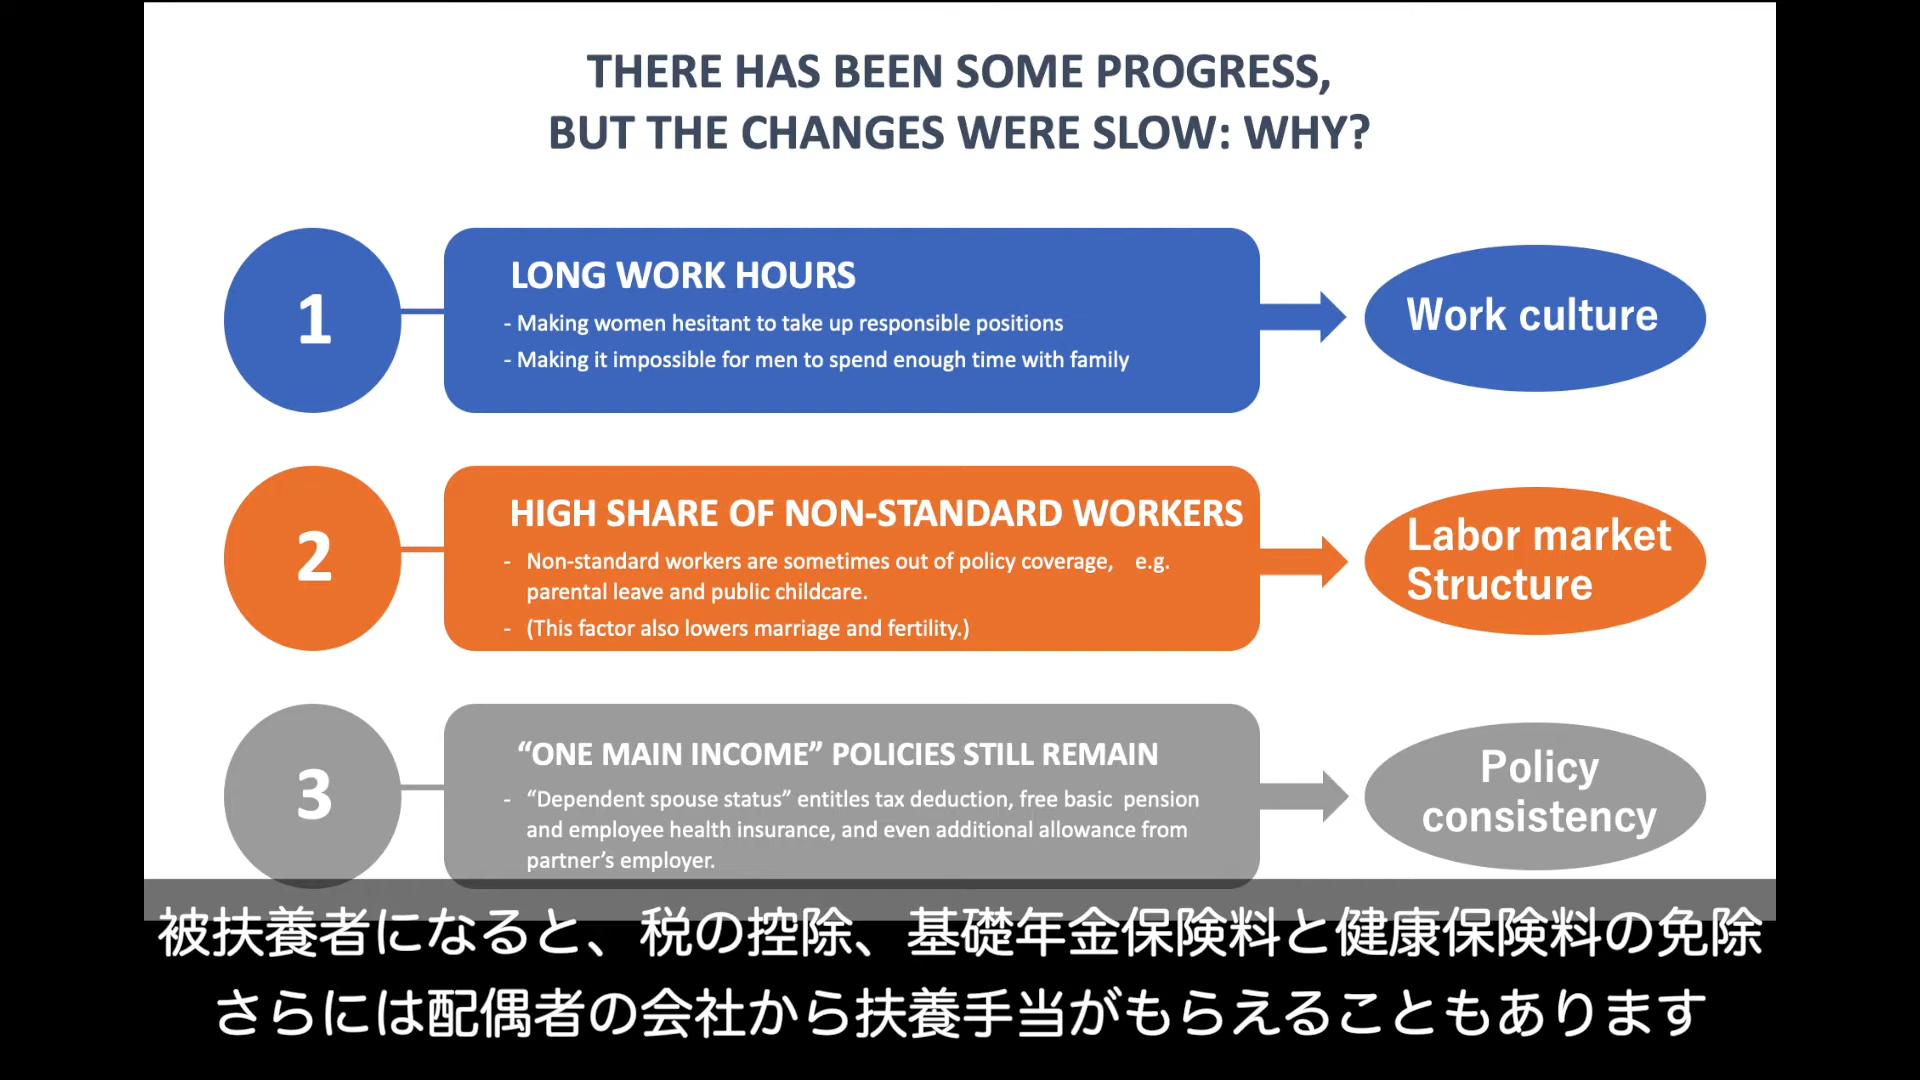 THERE HAS BEEN SOME PROGRESS,
BUT THE CHANGES WERE SLOW: WHY?
1
LONG WORK HOURS
- Making women hesitant to take up responsible positions
- Making it impossible for men to spend enough time with family
Work culture
2
HIGH SHARE OF NON-STANDARD WORKERS
- Non-standard workers are sometimes out of policy coverage, e.g.
parental leave and public childcare.
- (This factor also lowers marriage and fertility.)
Labor market
Structure
3
“ONE MAIN INCOME” POLICIES STILL REMAIN
- “Dependent spouse status” entitles tax deduction, free basic pension
and employee health insurance, and even additional allowance from
partner’s employer.
Policy
consistency
被扶養者になると、税の控除、基礎年金保険料と健康保険料の免除
さらには配偶者の会社から扶養手当がもらえることもあります